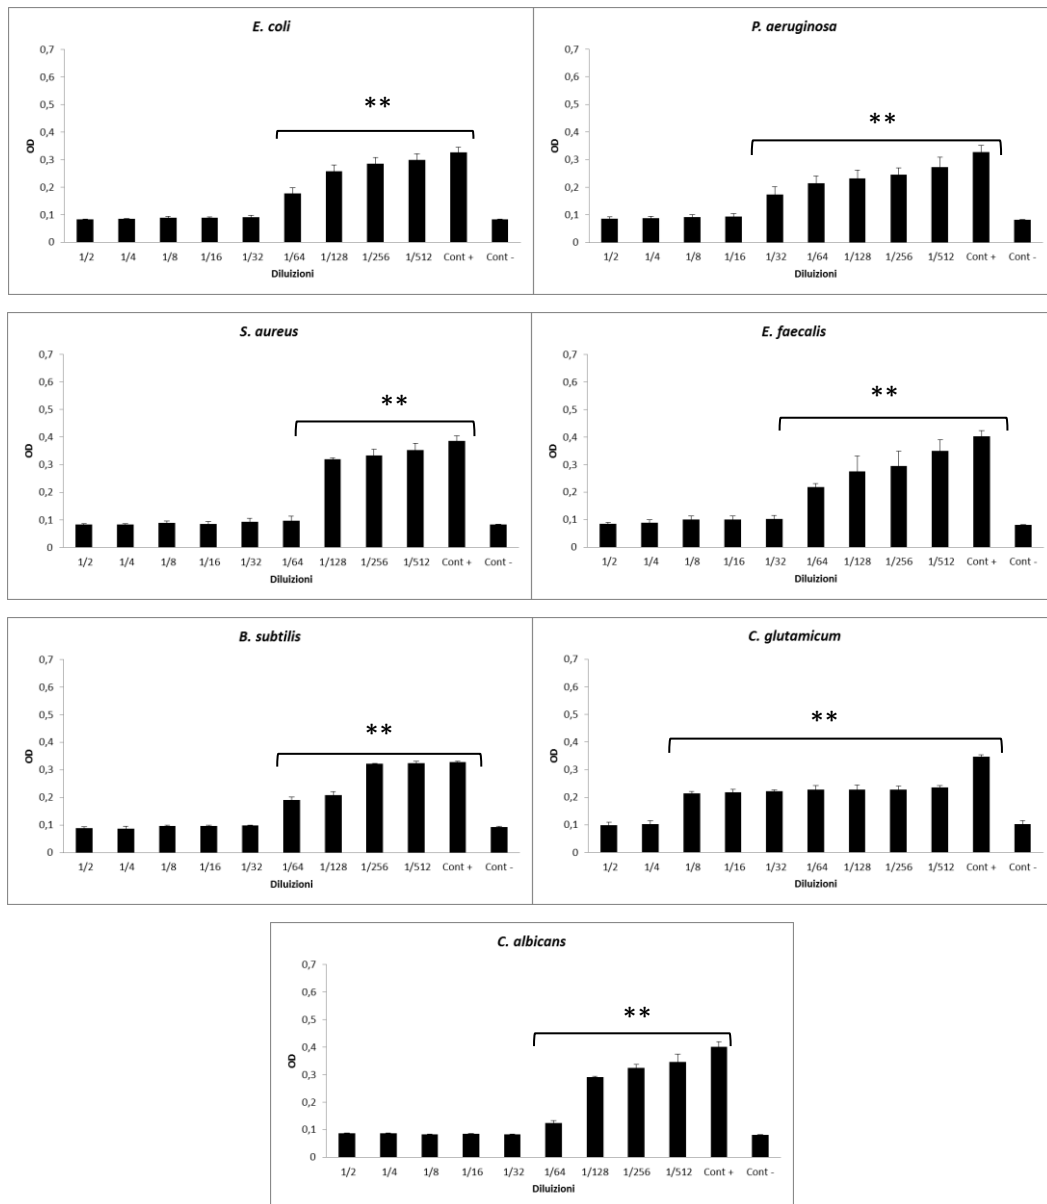 E. coli
0,7
0,6
0,5
0,4
0,3
0,2
0,1
0
OD
**
1/2 1/4 1/8 1/16 1/32 1/64 1/128 1/256 1/512 Cont + Cont -
Diluizioni
P. aeruginosa
0,7
0,6
0,5
0,4
0,3
0,2
0,1
0
OD
**
1/2 1/4 1/8 1/16 1/32 1/64 1/128 1/256 1/512 Cont + Cont -
Diluizioni
S. aureus
0,7
0,6
0,5
0,4
0,3
0,2
0,1
0
OD
**
1/2 1/4 1/8 1/16 1/32 1/64 1/128 1/256 1/512 Cont + Cont -
Diluizioni
E. faecalis
0,7
0,6
0,5
0,4
0,3
0,2
0,1
0
OD
**
1/2 1/4 1/8 1/16 1/32 1/64 1/128 1/256 1/512 Cont + Cont -
Diluizioni
B. subtilis
0,7
0,6
0,5
0,4
0,3
0,2
0,1
0
OD
**
1/2 1/4 1/8 1/16 1/32 1/64 1/128 1/256 1/512 Cont + Cont -
Diluizioni
C. glutamicum
0,7
0,6
0,5
0,4
0,3
0,2
0,1
0
OD
**
1/2 1/4 1/8 1/16 1/32 1/64 1/128 1/256 1/512 Cont + Cont -
Diluizioni
C. albicans
0,7
0,6
0,5
0,4
0,3
0,2
0,1
0
OD
**
1/2 1/4 1/8 1/16 1/32 1/64 1/128 1/256 1/512 Cont + Cont -
Diluizioni